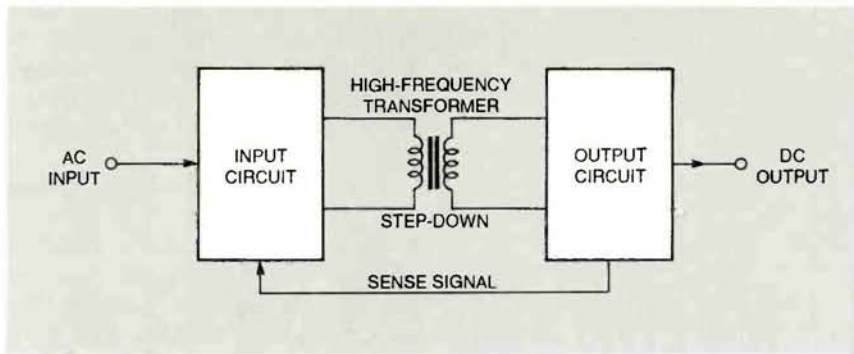 HIGH-FREQUENCY
TRANSFORMER
AC
INPUT
INPUT
CIRCUIT
OUTPUT
CIRCUIT
DC
OUTPUT
STEP-DOWN
SENSE SIGNAL